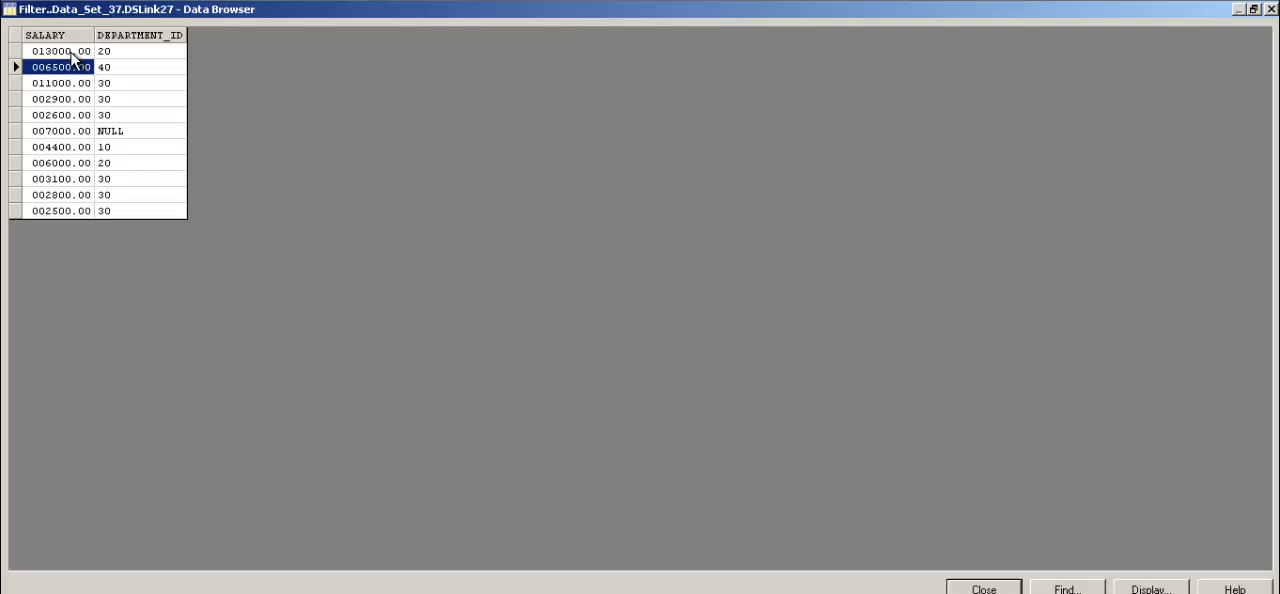 Filter..Data_Set_37.DSLink27 - Data Browser
SALARY DEPARTMENT_ID
013000.00 20
006500.00 40
011000.00 30
002900.00 30
002600.00 30
007000.00 NULL
004400.00 10
006000.00 20
003100.00 30
002800.00 30
002500.00 30
Close Find... Display... Help